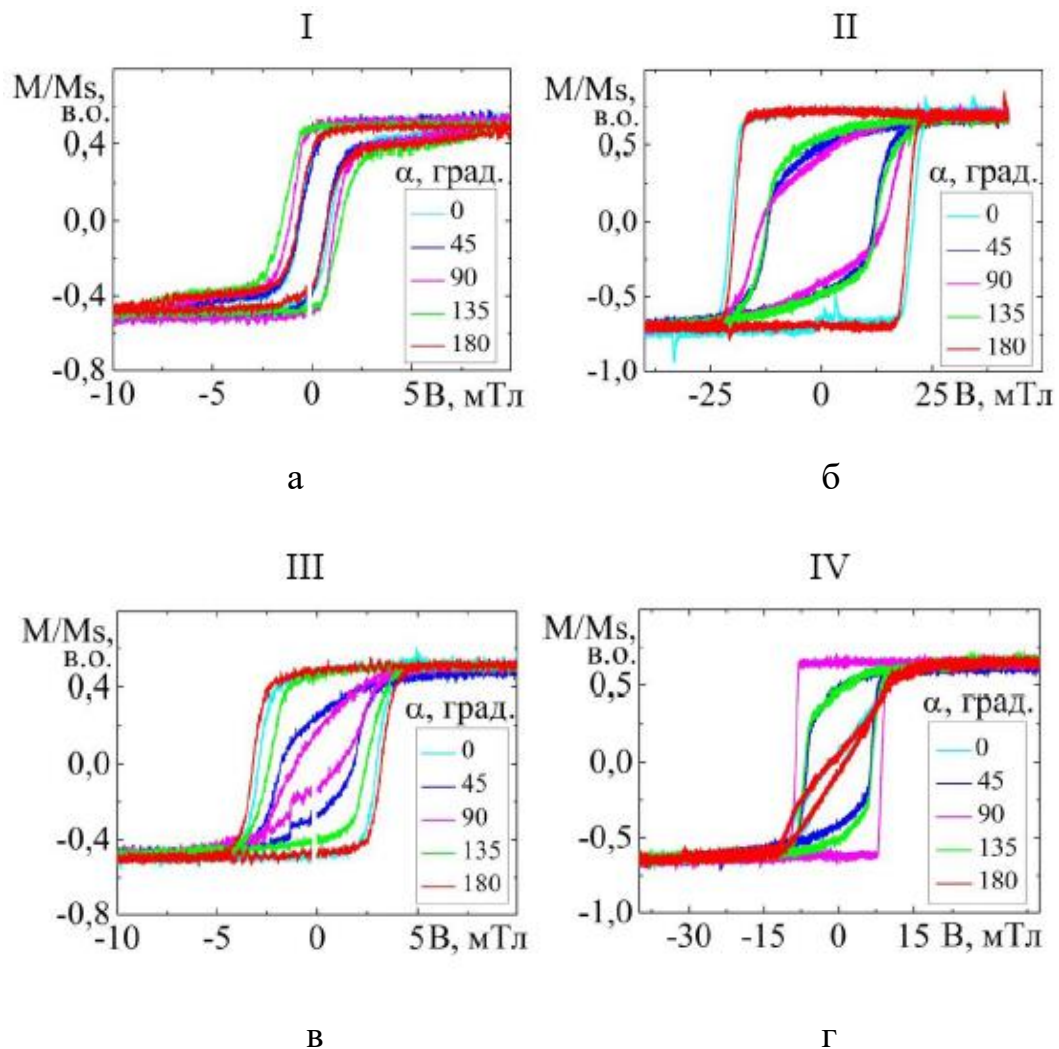 I
M/Ms,
в.о.
0,4
0,0
-0,4
-0,8
-10
-5
0
5
B, мТл
α, град.
0
45
90
135
180
а
II
M/Ms,
в.о.
0,5
0,0
-0,5
-1,0
-25
0
25
B, мТл
α, град.
0
45
90
135
180
б
III
M/Ms,
в.о.
0,4
0,0
-0,4
-0,8
-10
-5
0
5
B, мТл
α, град.
0
45
90
135
180
в
IV
M/Ms,
в.о.
0,5
0,0
-0,5
-1,0
-30
-15
0
15
B, мТл
α, град.
0
45
90
135
180
г